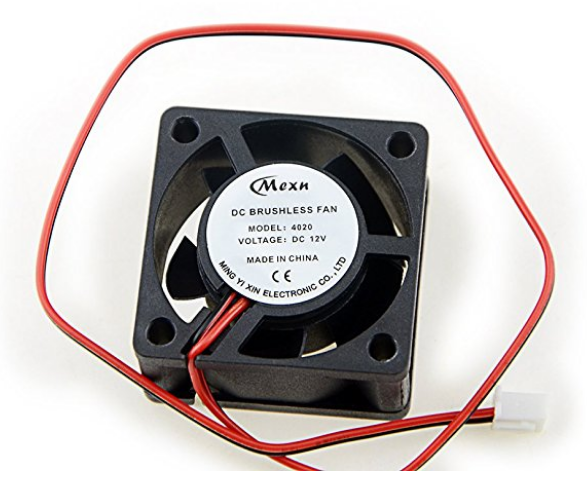 Mexn
DC BRUSHLESS FAN
MODEL: 4020
VOLTAGE: DC 12V
MADE IN CHINA
CE
MING YI XIN ELECTRONIC CO., LTD